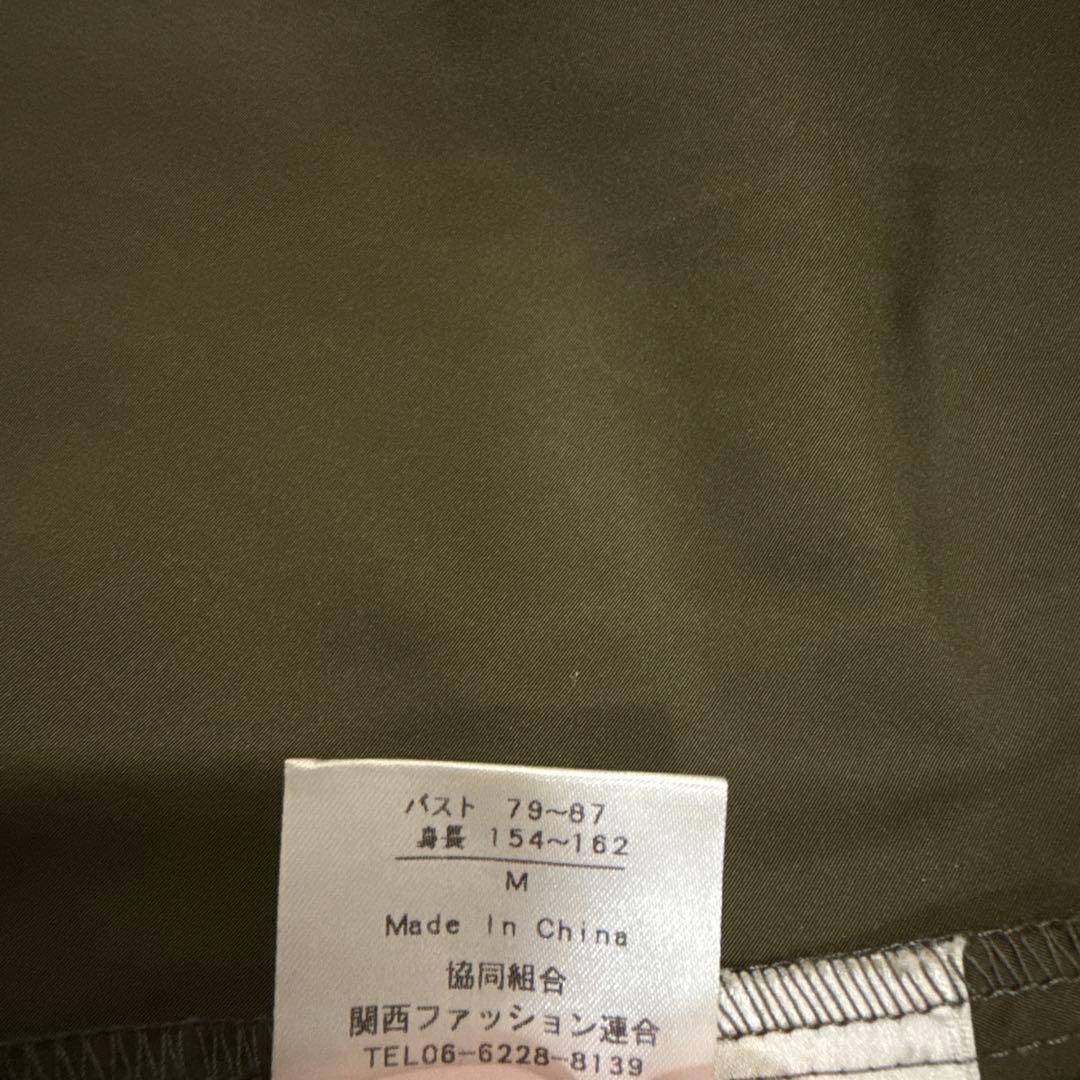 バスト 79~87
身長 154~162
M
Made In China
協同組合
関西ファッション連合
TEL06-6228-8139